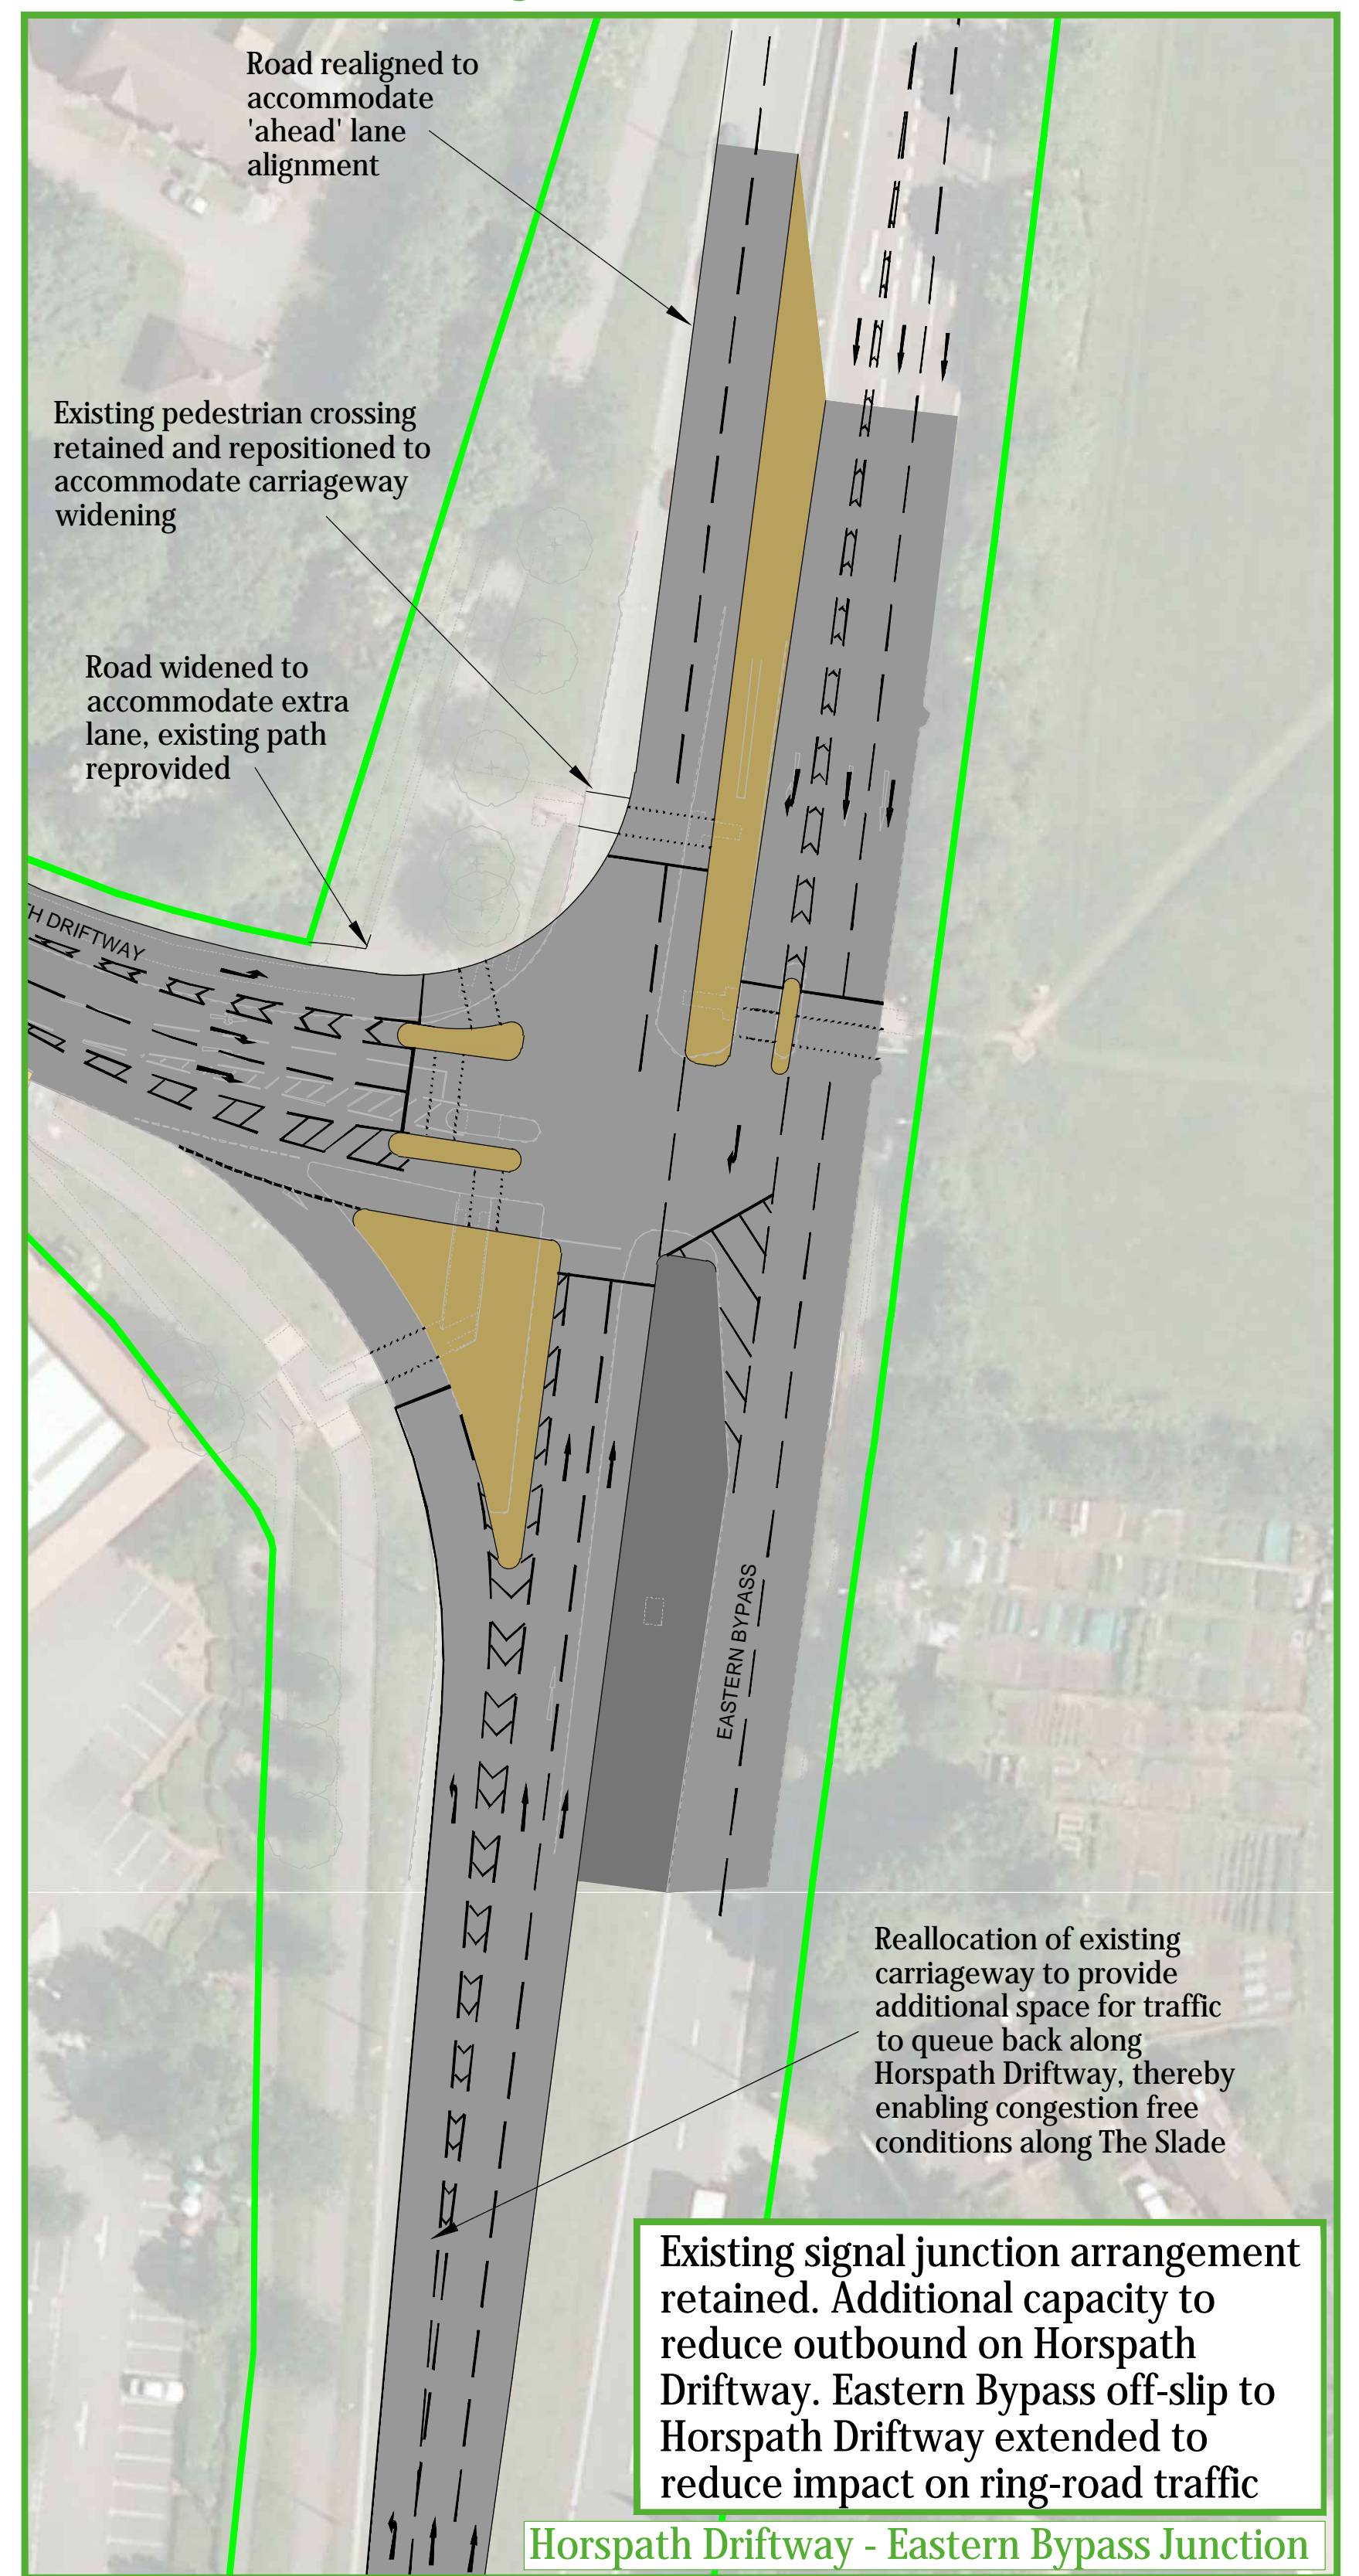 Road realigned to
accommodate
'ahead' lane
alignment
Existing pedestrian crossing
retained and repositioned to
accommodate carriageway
widening
Road widened to
accommodate extra
lane, existing path
reprovided
TH DRIFTWAY
EASTERN BYPASS
Reallocation of existing
carriageway to provide
additional space for traffic
to queue back along
Horspath Driftway, thereby
enabling congestion free
conditions along The Slade
Existing signal junction arrangement
retained. Additional capacity to
reduce outbound on Horspath
Driftway. Eastern Bypass off-slip to
Horspath Driftway extended to
reduce impact on ring-road traffic
Horspath Driftway - Eastern Bypass Junction